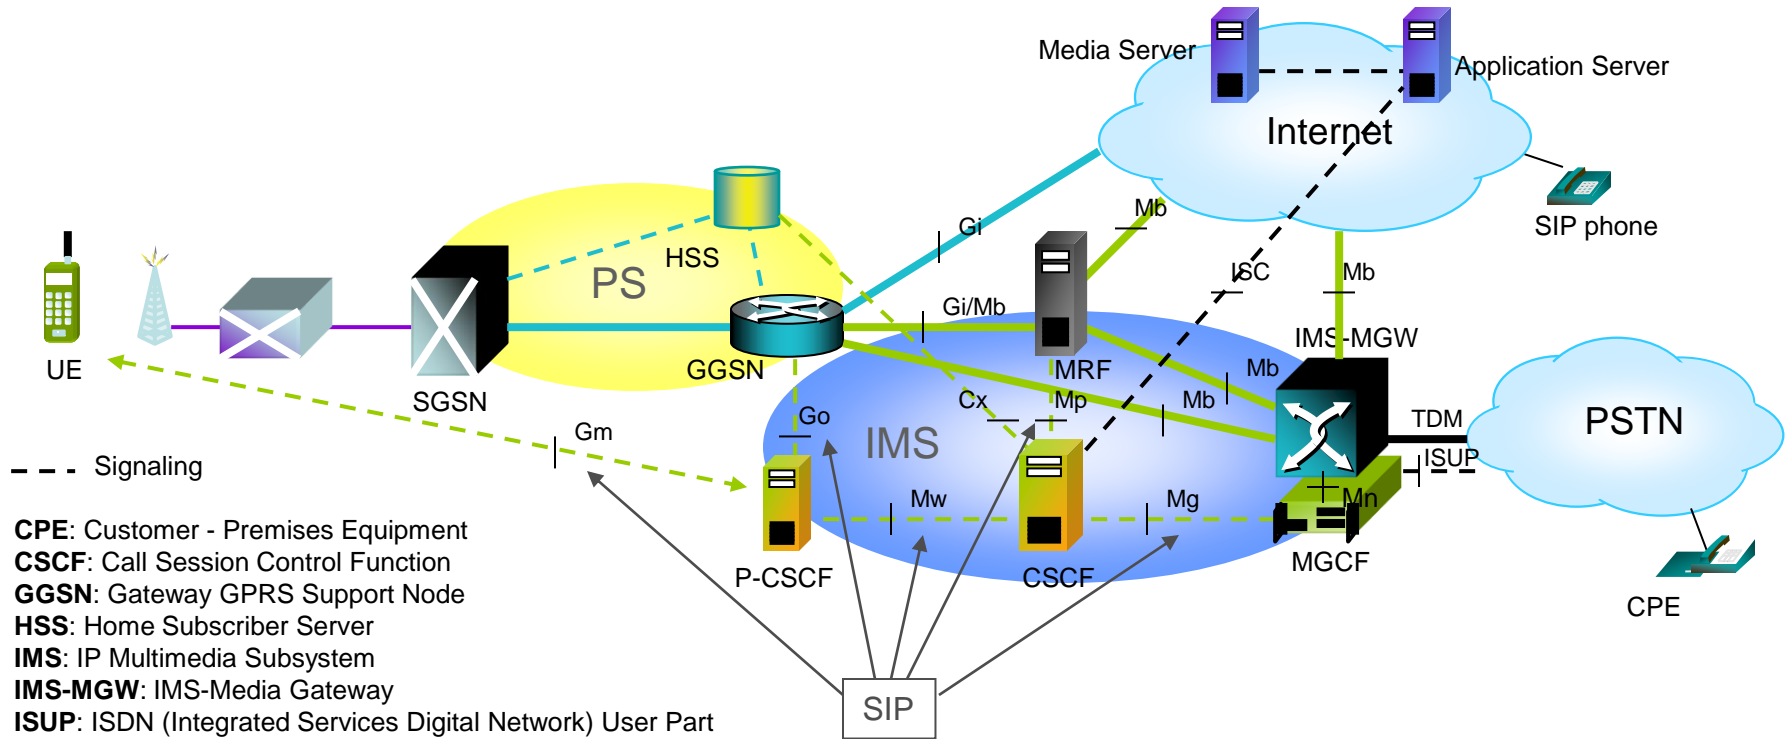 Media Server
Application Server
Internet
SIP phone
Mb
Gi
HSS
PS
ISC
Mb
Gi/Mb
IMS-MGW
UE
GGSN
MRF
Mb
SGSN
Cx
Mp
Mb
Go
TDM
PSTN
Gm
IMS
ISUP
Signaling
Mw
Mg
Mn
MGCF
P-CSCF
CSCF
CPE
CPE: Customer - Premises Equipment
CSCF: Call Session Control Function
GGSN: Gateway GPRS Support Node
HSS: Home Subscriber Server
IMS: IP Multimedia Subsystem
IMS-MGW: IMS-Media Gateway
ISUP: ISDN (Integrated Services Digital Network) User Part
SIP